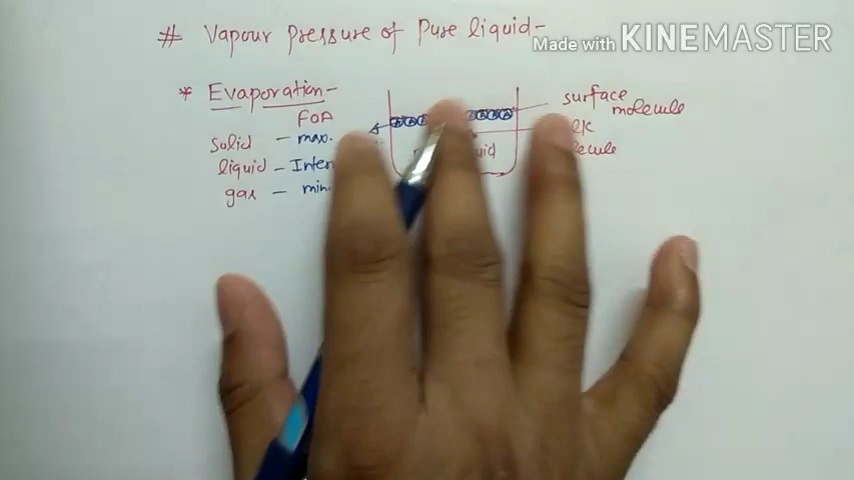 # Vapour Pressure of Pure liquid-
Made with KINEMASTER
* Evaporation-
FOA
solid - max.
liquid - Inter
gas - min.
A A A A A A
surface
molecule